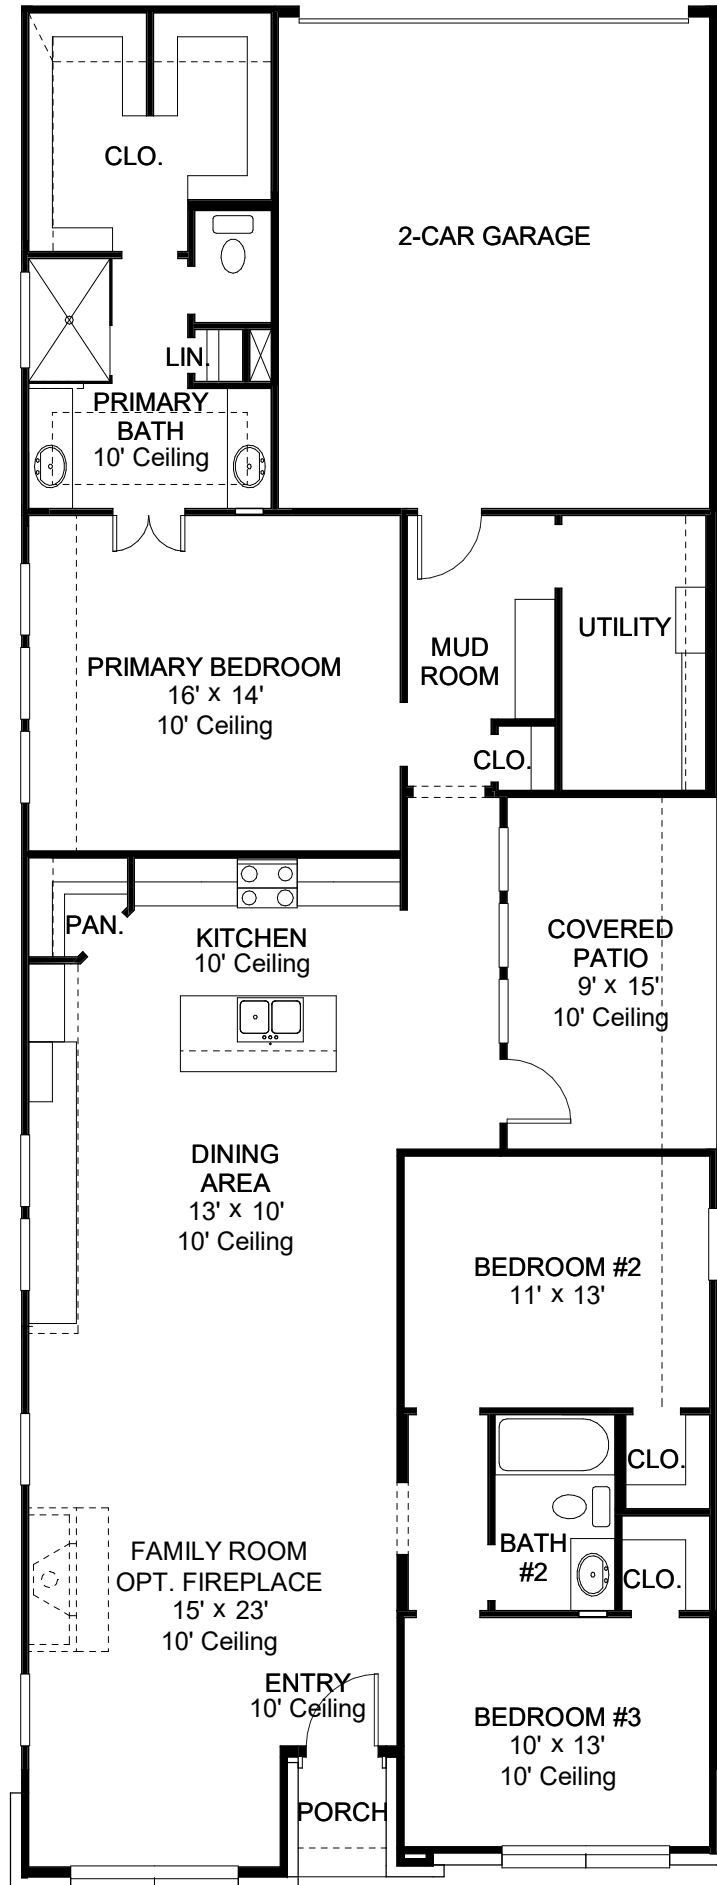 CLO.
2-CAR GARAGE
LIN.
PRIMARY
BATH
10' Ceiling
PRIMARY BEDROOM
16' x 14'
10' Ceiling
MUD
ROOM
UTILITY
CLO.
PAN.
KITCHEN
10' Ceiling
COVERED
PATIO
9' x 15'
10' Ceiling
DINING
AREA
13' x 10'
10' Ceiling
BEDROOM #2
11' x 13'
CLO.
BATH
#2
CLO.
FAMILY ROOM
OPT. FIREPLACE
15' x 23'
10' Ceiling
ENTRY
10' Ceiling
BEDROOM #3
10' x 13'
10' Ceiling
PORCH